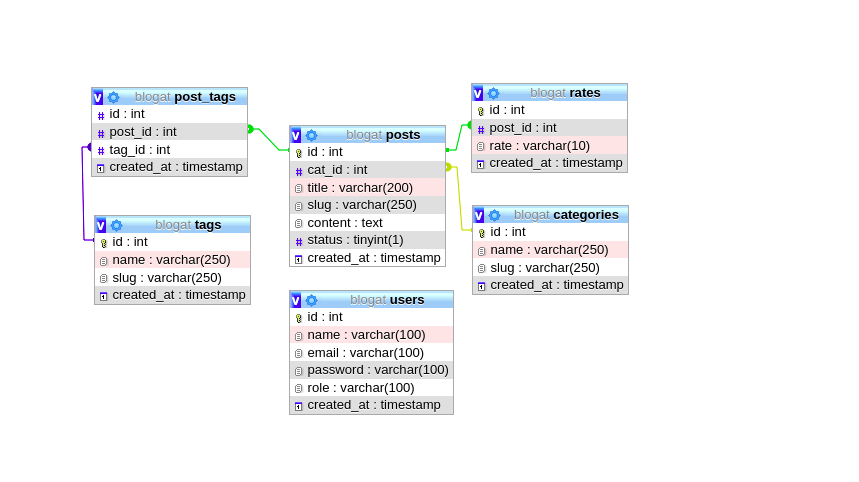 blogat post_tags
id : int
post_id : int
tag_id : int
created_at : timestamp
blogat tags
id : int
name : varchar(250)
slug : varchar(250)
created_at : timestamp
blogat posts
id : int
cat_id : int
title : varchar(200)
slug : varchar(250)
content : text
status : tinyint(1)
created_at : timestamp
blogat users
id : int
name : varchar(100)
email : varchar(100)
password : varchar(100)
role : varchar(100)
created_at : timestamp
blogat rates
id : int
post_id : int
rate : varchar(10)
created_at : timestamp
blogat categories
id : int
name : varchar(250)
slug : varchar(250)
created_at : timestamp